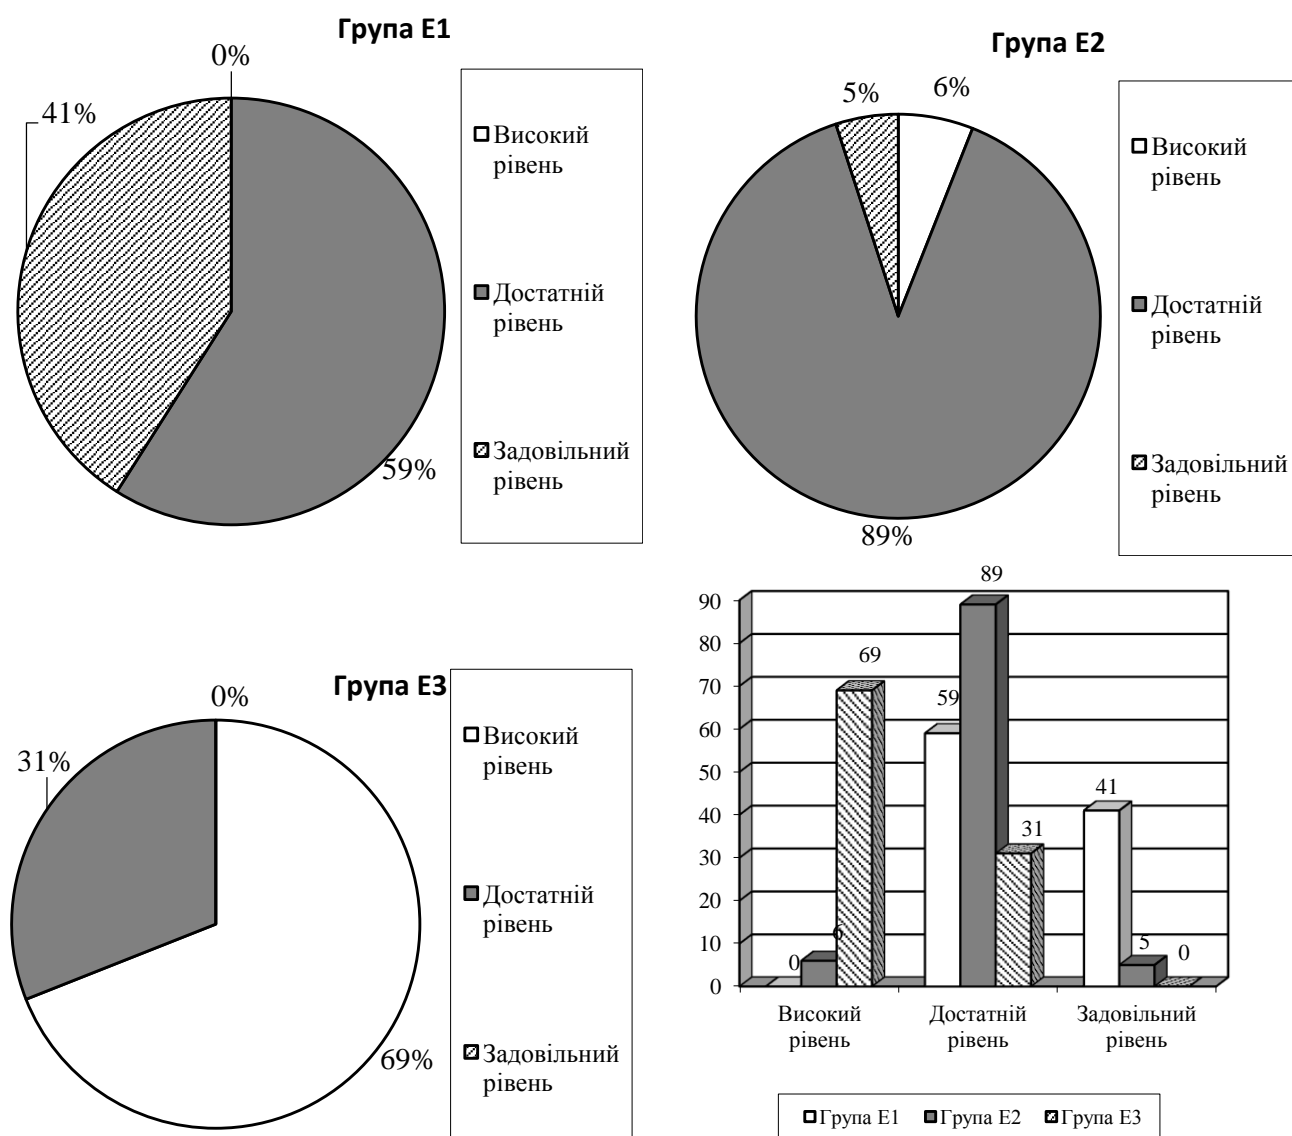 Група Е1
0%
41%
59%
Високий
рівень
Достатній
рівень
Задовільний
рівень
Група Е2
5%
6%
89%
Високий
рівень
Достатній
рівень
Задовільний
рівень
Група Е3
0%
31%
69%
Високий
рівень
Достатній
рівень
Задовільний
рівень
90
80
70
60
50
40
30
20
10
0
0
6
69
59
89
31
41
5
0
Високий
рівень
Достатній
рівень
Задовільний
рівень
Група Е1 Група Е2 Група Е3